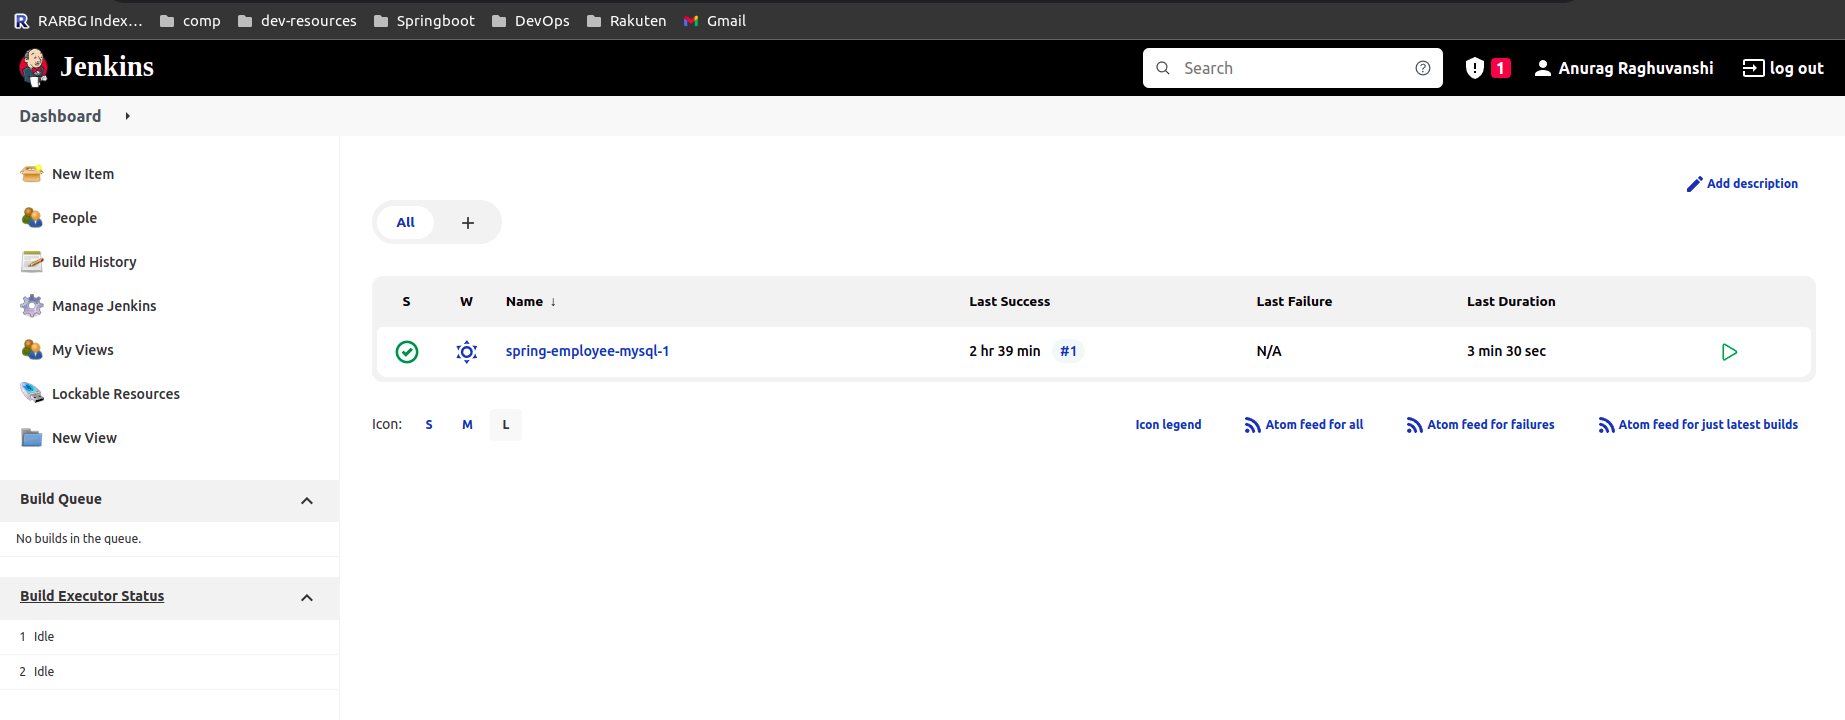 RARBG Index... comp dev-resources Springboot DevOps Rakuten Gmail
Jenkins Search 1 Anurag Raghuvanshi log out
Dashboard
New Item
People
Build History
Manage Jenkins
My Views
Lockable Resources
New View
Build Queue
No builds in the queue.
Build Executor Status
1 Idle
2 Idle
Add description
All +
S W Name ↓ Last Success Last Failure Last Duration
spring-employee-mysql-1 2 hr 39 min #1 N/A 3 min 30 sec
Icon: S M L Icon legend Atom feed for all Atom feed for failures Atom feed for just latest builds